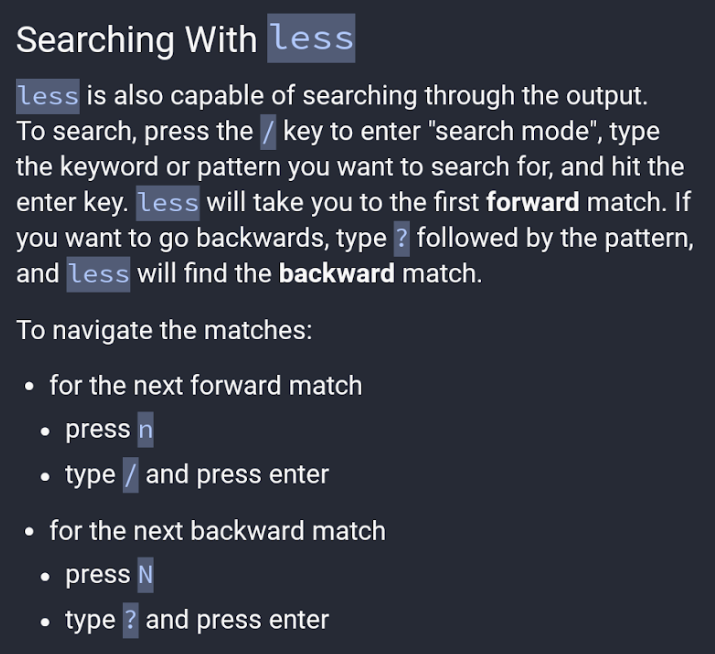 Searching With less
less is also capable of searching through the output.
To search, press the / key to enter "search mode", type
the keyword or pattern you want to search for, and hit the
enter key. less will take you to the first forward match. If
you want to go backwards, type ? followed by the pattern,
and less will find the backward match.
To navigate the matches:
• for the next forward match
• press n
• type / and press enter
• for the next backward match
• press N
• type ? and press enter